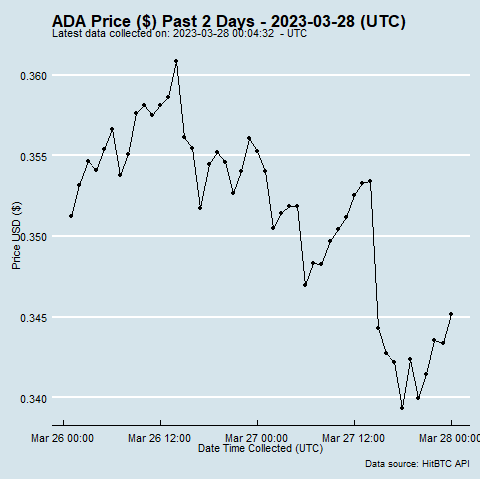 ADA Price ($) Past 2 Days - 2023-03-28 (UTC)
Latest data collected on: 2023-03-28 00:04:32 - UTC
0.360
0.355
0.350
0.345
0.340
Price USD ($)
Mar 26 00:00 Mar 26 12:00 Mar 27 00:00 Mar 27 12:00 Mar 28 00:00
Date Time Collected (UTC)
Data source: HitBTC API